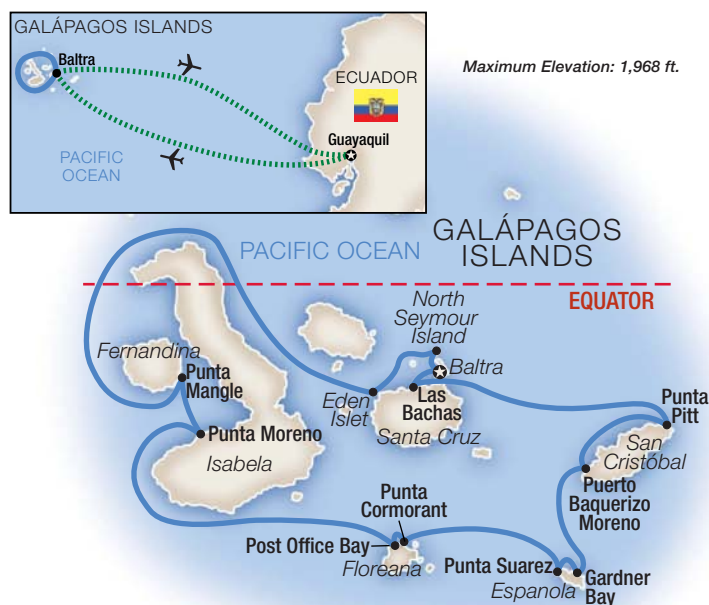 GALÁPAGOS ISLANDS
Baltra
ECUADOR
Guayaquil
PACIFIC
OCEAN
Maximum Elevation: 1,968 ft.
PACIFIC OCEAN
GALÁPAGOS
ISLANDS
EQUATOR
North
Seymour
Island
Baltra
Fernandina
Punta
Mangle
Eden
Islet
Las
Bachas
Santa Cruz
Punta
Pitt
San
Cristóbal
Punta Moreno
Isabela
Puerto
Baquerizo
Moreno
Punta
Cormorant
Post Office Bay
Floreana
Punta Suarez
Espanola
Gardner
Bay